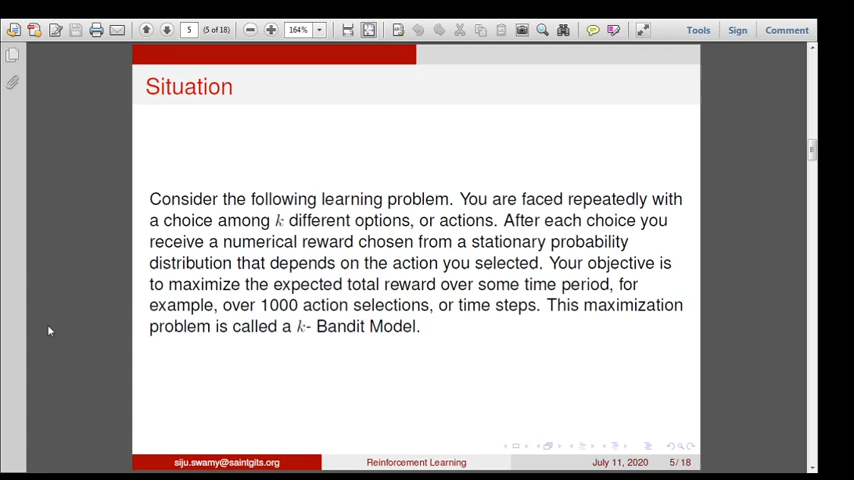 5 (5 of 18) 164% Tools Sign Comment
Situation
Consider the following learning problem. You are faced repeatedly with
a choice among k different options, or actions. After each choice you
receive a numerical reward chosen from a stationary probability
distribution that depends on the action you selected. Your objective is
to maximize the expected total reward over some time period, for
example, over 1000 action selections, or time steps. This maximization
problem is called a k- Bandit Model.
siju.swamy@saintgits.org Reinforcement Learning July 11, 2020 5/18